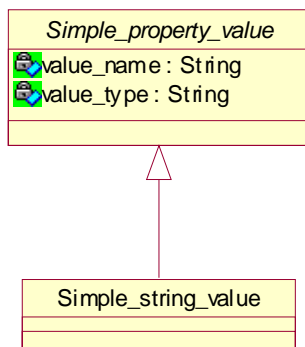 Simple_property_value
value_name : String
value_type : String
Simple_string_value